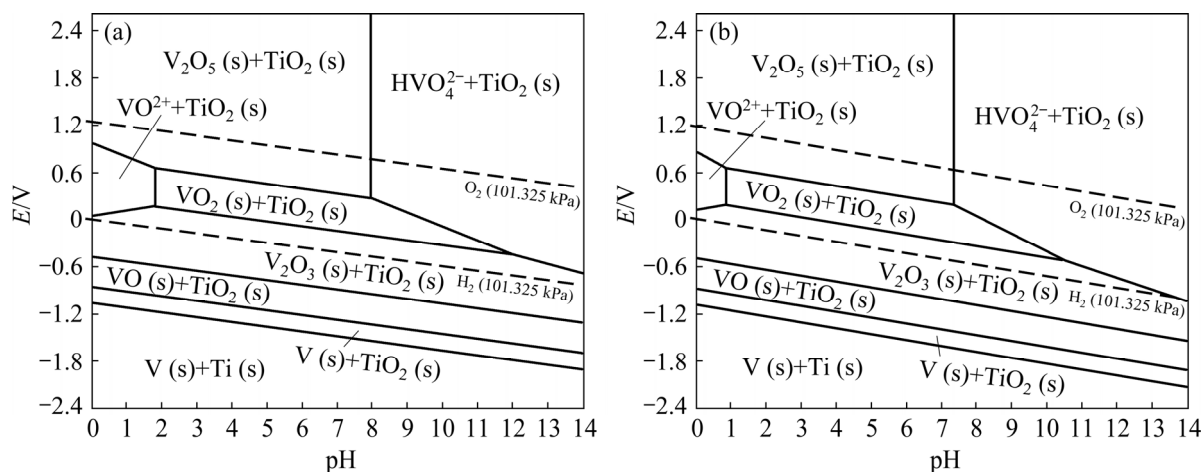 (a)
2.4
1.8
1.2
0.6
0
−0.6
−1.2
−1.8
−2.4
E/V
V₂O₅ (s)+TiO₂ (s)
HVO₄²⁻+TiO₂ (s)
VO²⁺+TiO₂ (s)
O₂ (101.325 kPa)
VO₂ (s)+TiO₂ (s)
V₂O₃ (s)+TiO₂ (s)
H₂ (101.325 kPa)
VO (s)+TiO₂ (s)
V (s)+TiO₂ (s)
V (s)+Ti (s)
0 1 2 3 4 5 6 7 8 9 10 11 12 13 14
pH
(b)
2.4
1.8
1.2
0.6
0
−0.6
−1.2
−1.8
−2.4
E/V
V₂O₅ (s)+TiO₂ (s)
HVO₄²⁻+TiO₂ (s)
VO²⁺+TiO₂ (s)
O₂ (101.325 kPa)
VO₂ (s)+TiO₂ (s)
V₂O₃ (s)+TiO₂ (s)
H₂ (101.325 kPa)
VO (s)+TiO₂ (s)
V (s)+TiO₂ (s)
V (s)+Ti (s)
0 1 2 3 4 5 6 7 8 9 10 11 12 13 14
pH